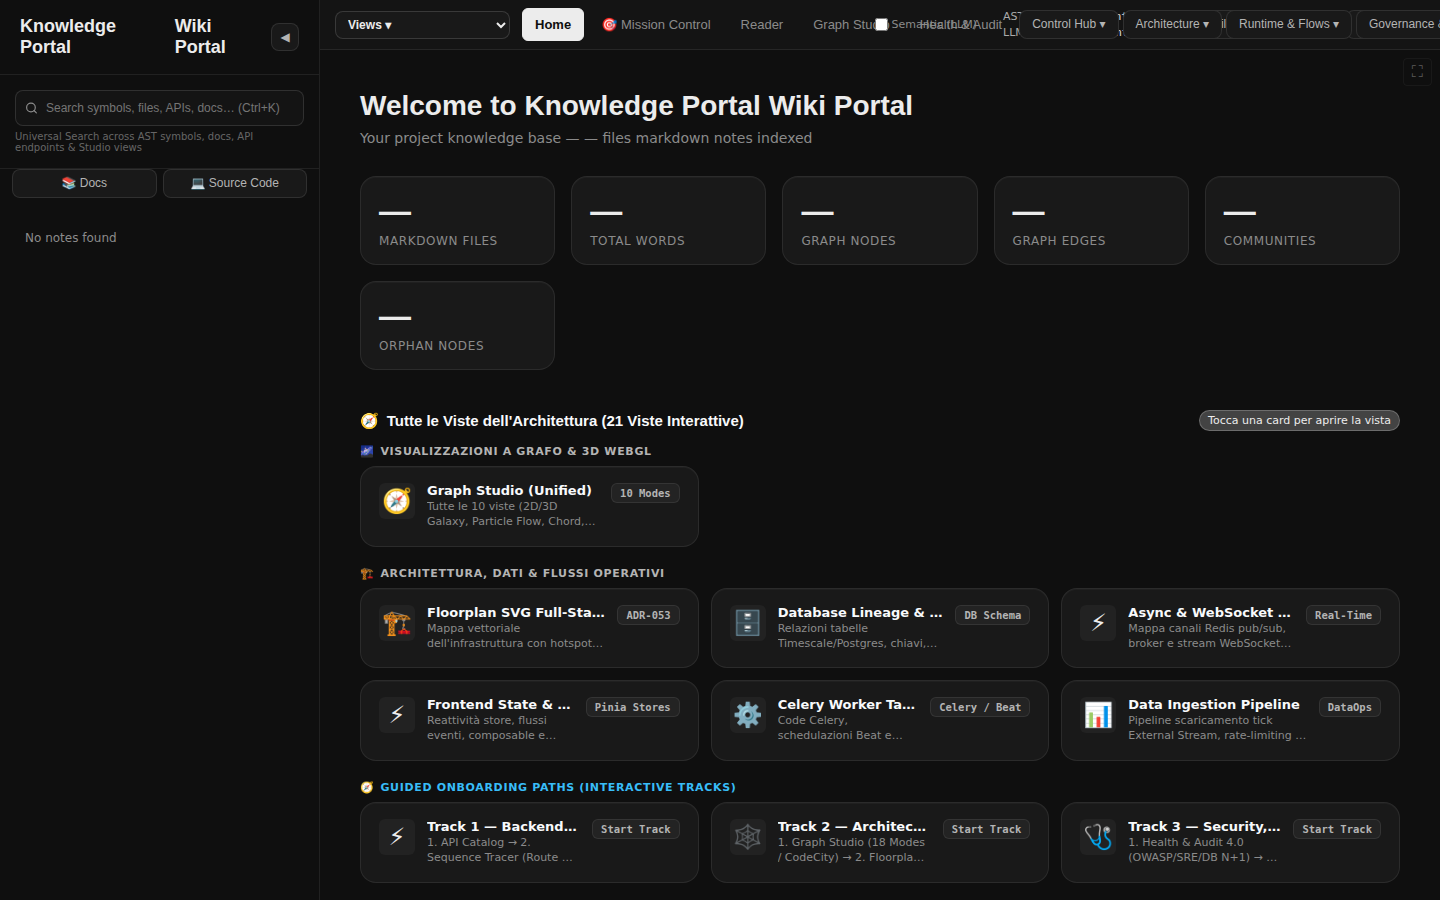 Knowledge Portal
Wiki Portal
Search symbols, files, APIs, docs… (Ctrl+K)
Universal Search across AST symbols, docs, API
endpoints & Studio views
📚 Docs
💻 Source Code
No notes found
Views ▾
Home
🎯 Mission Control
Reader
Graph Stu
Semantic (LLM)
Health & Audit
AST
LLM
Control Hub ▾
Architecture ▾
Runtime & Flows ▾
Governance &
Welcome to Knowledge Portal Wiki Portal
Your project knowledge base — — files markdown notes indexed
—
MARKDOWN FILES
—
TOTAL WORDS
—
GRAPH NODES
—
GRAPH EDGES
—
COMMUNITIES
—
ORPHAN NODES
🧭 Tutte le Viste dell'Architettura (21 Viste Interattive)
Tocca una card per aprire la vista
🌌 VISUALIZZAZIONI A GRAFO & 3D WEBGL
Graph Studio (Unified)
10 Modes
Tutte le 10 viste (2D/3D
Galaxy, Particle Flow, Chord,…
🏗️ ARCHITETTURA, DATI & FLUSSI OPERATIVI
Floorplan SVG Full-Sta…
ADR-053
Mappa vettoriale
dell'infrastruttura con hotspot…
Database Lineage & …
DB Schema
Relazioni tabelle
Timescale/Postgres, chiavi,…
Async & WebSocket …
Real-Time
Mappa canali Redis pub/sub,
broker e stream WebSocket…
Frontend State & …
Pinia Stores
Reattività store, flussi
eventi, composable e…
Celery Worker Ta…
Celery / Beat
Code Celery,
schedulazioni Beat e…
Data Ingestion Pipeline
DataOps
Pipeline scaricamento tick
External Stream, rate-limiting …
🧭 GUIDED ONBOARDING PATHS (INTERACTIVE TRACKS)
Track 1 — Backend…
Start Track
1. API Catalog → 2.
Sequence Tracer (Route …
Track 2 — Architec…
Start Track
1. Graph Studio (18 Modes
/ CodeCity) → 2. Floorpla…
Track 3 — Security,…
Start Track
1. Health & Audit 4.0
(OWASP/SRE/DB N+1) → …